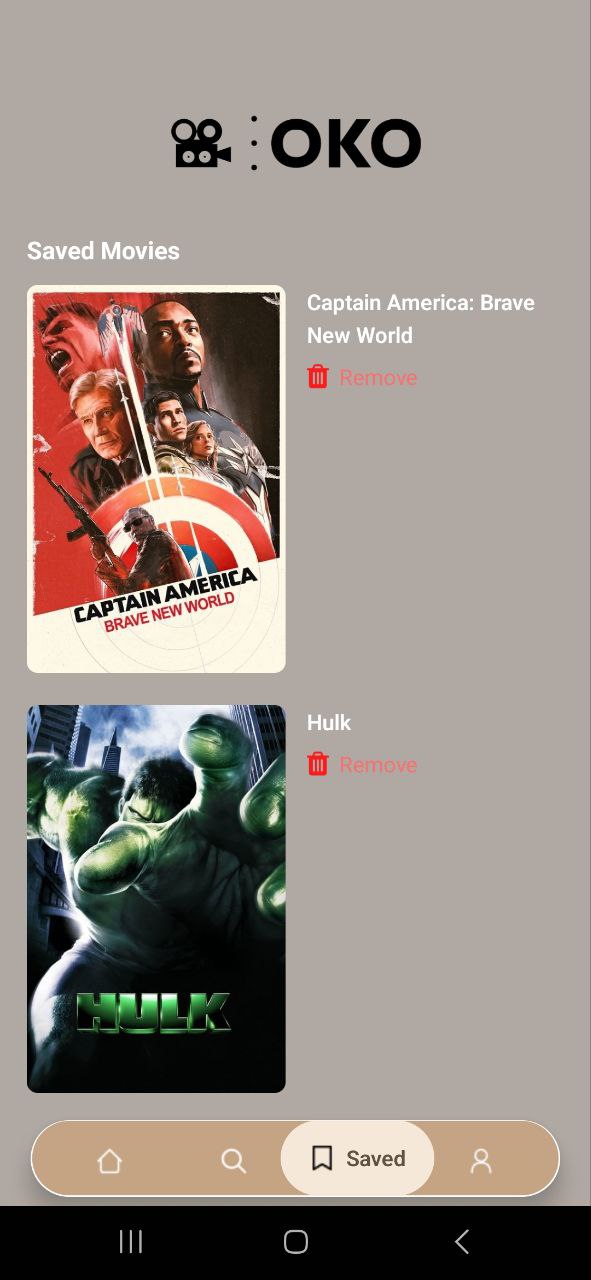 OKO
Saved Movies
Captain America: Brave
New World
Remove
CAPTAIN AMERICA
BRAVE NEW WORLD
Hulk
Remove
HULK
Saved